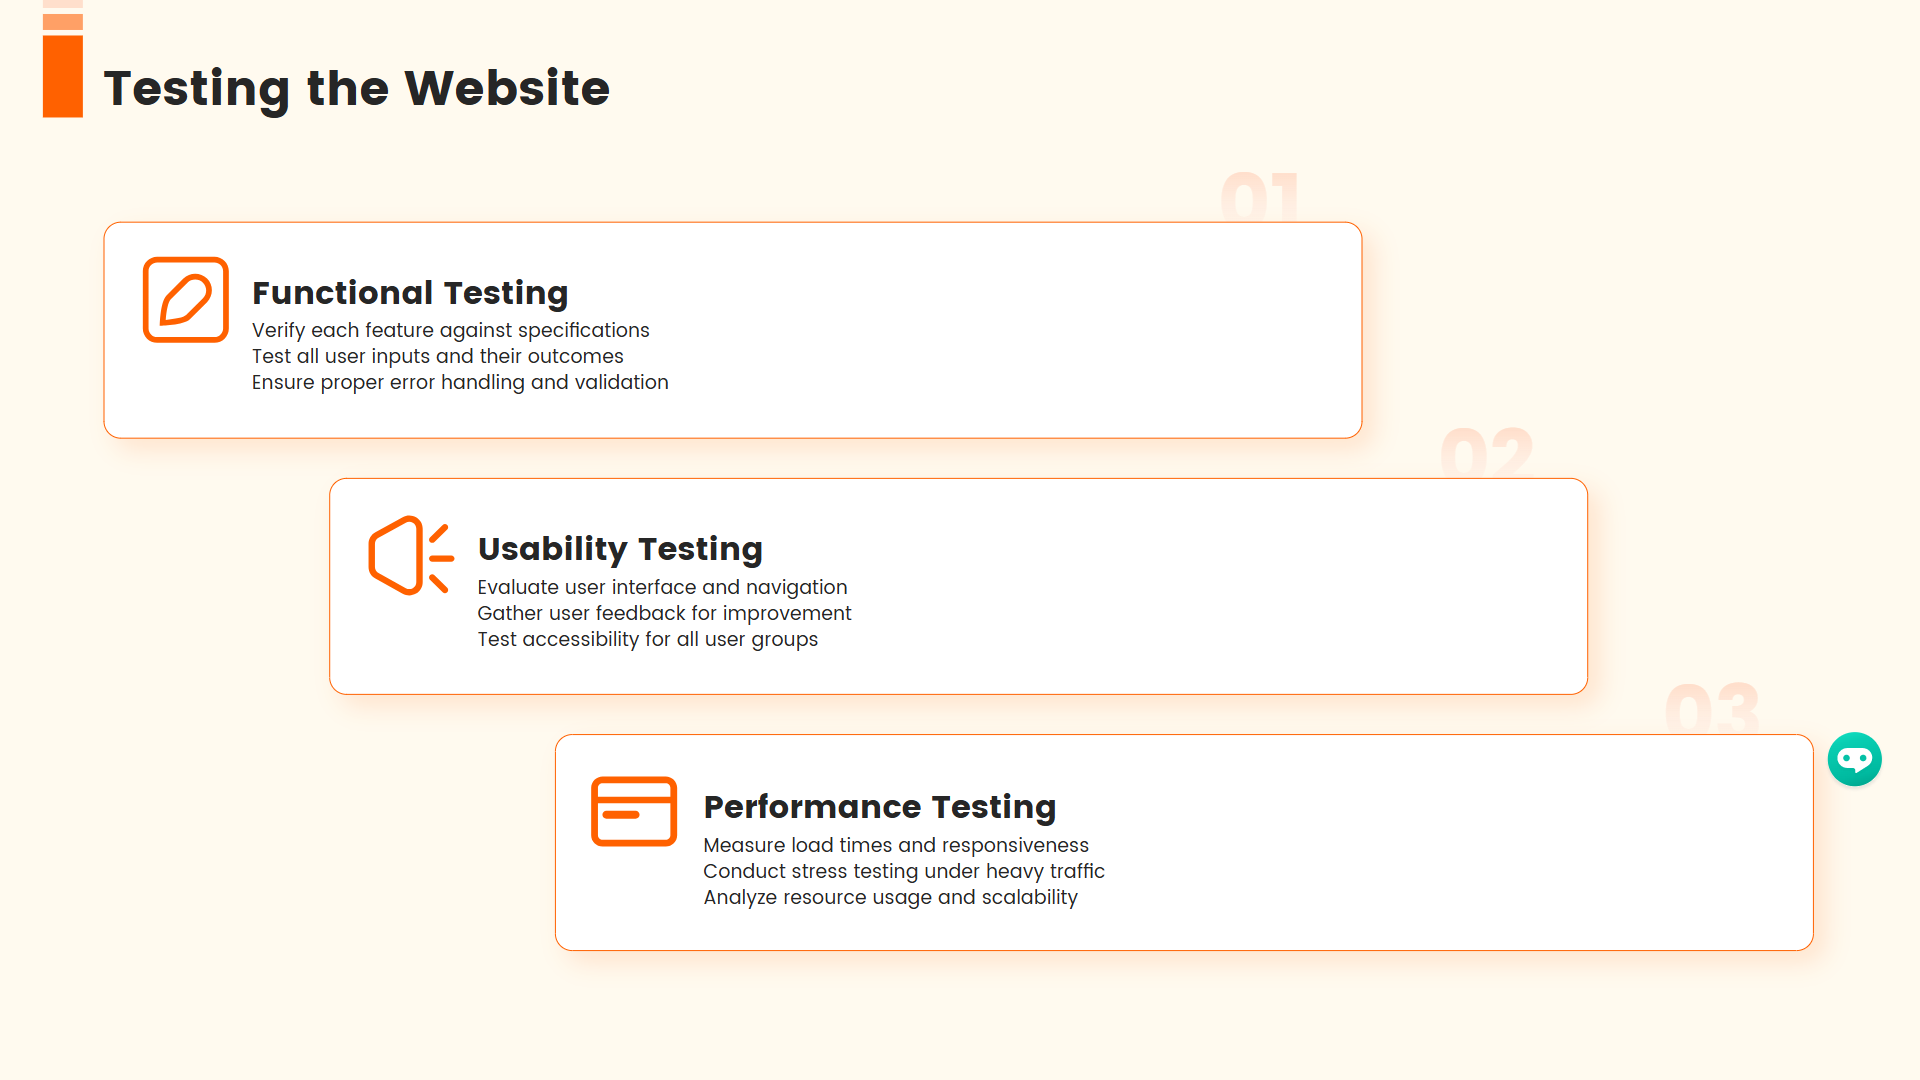 Testing the Website
01
Functional Testing
Verify each feature against specifications
Test all user inputs and their outcomes
Ensure proper error handling and validation
02
Usability Testing
Evaluate user interface and navigation
Gather user feedback for improvement
Test accessibility for all user groups
03
Performance Testing
Measure load times and responsiveness
Conduct stress testing under heavy traffic
Analyze resource usage and scalability